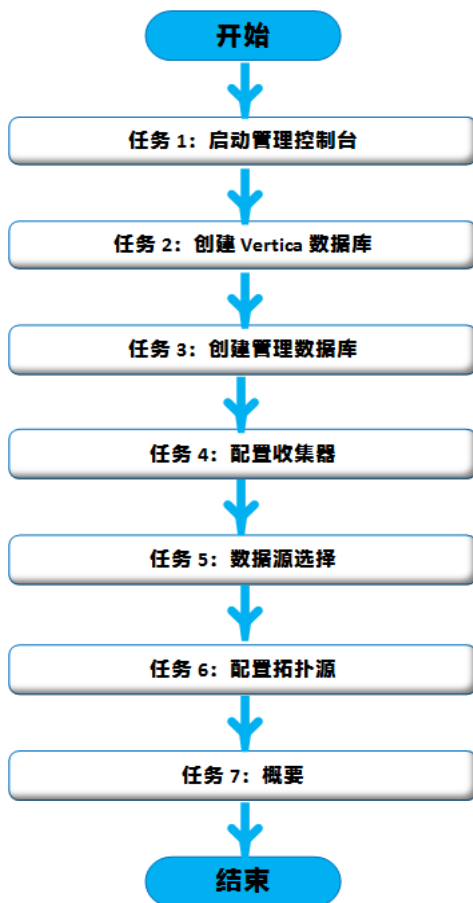 开始
任务 1：启动管理控制台
任务 2：创建 Vertica 数据库
任务 3：创建管理数据库
任务 4：配置收集器
任务 5：数据源选择
任务 6：配置拓扑源
任务 7：概要
结束